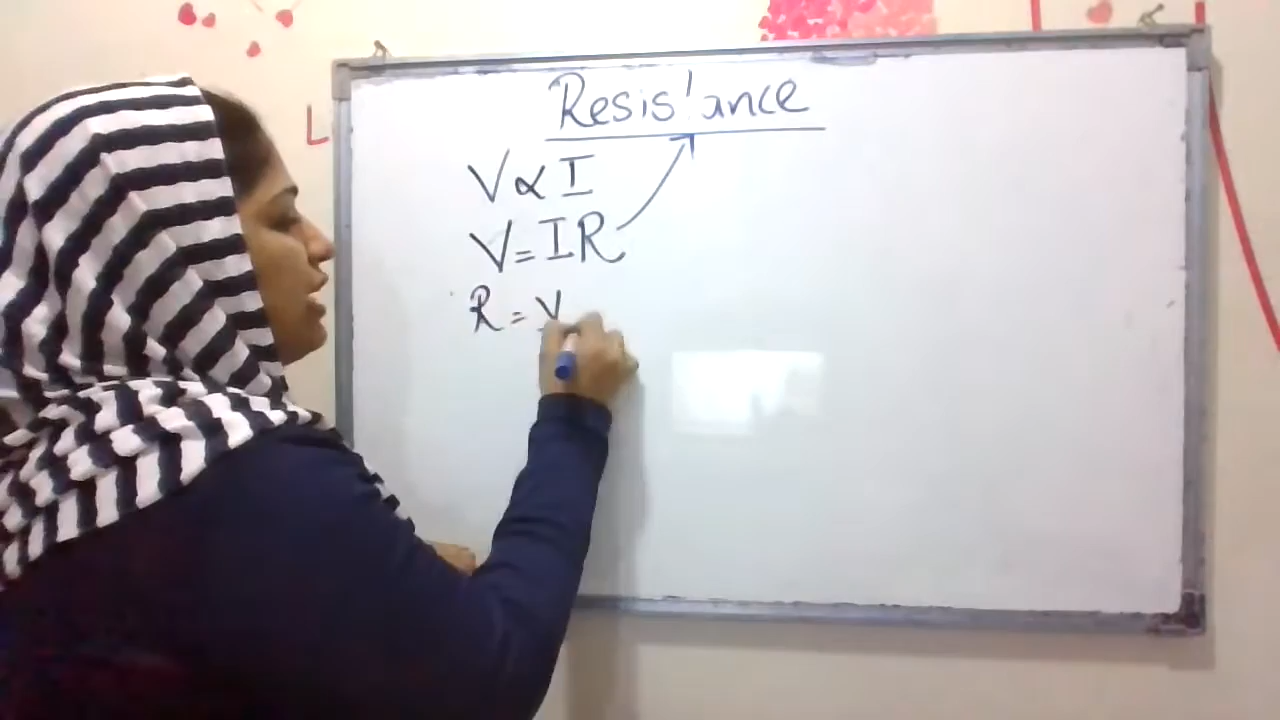 Resistance
V ∝ I
V = IR
R = V